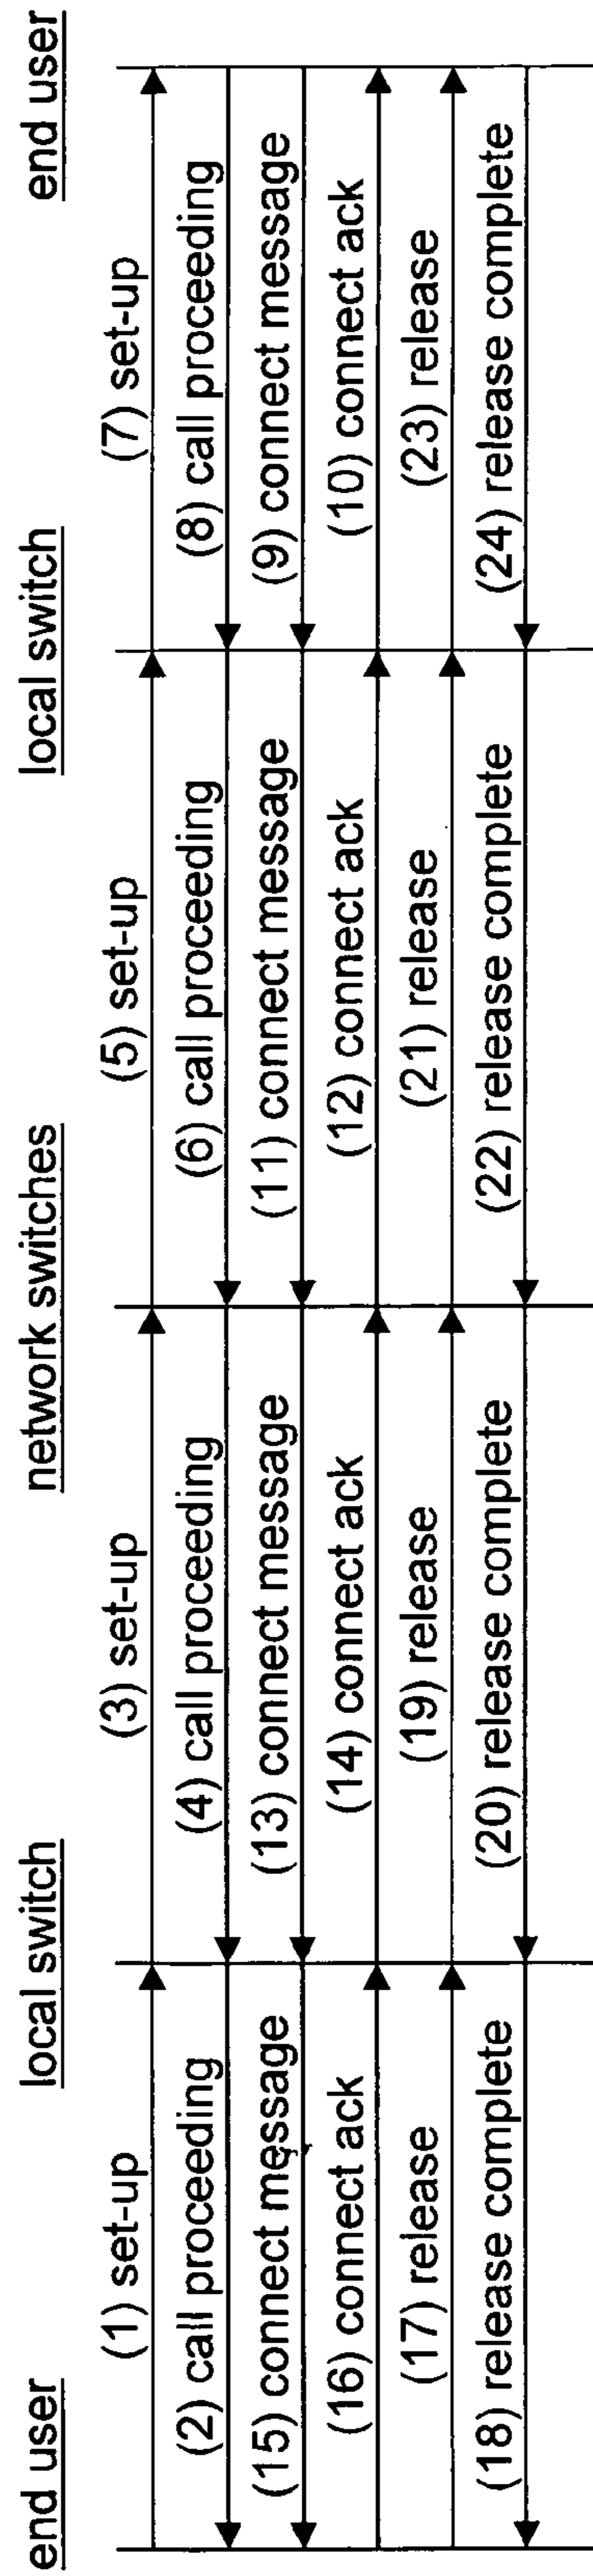 end user
local switch
network switches
local switch
end user
(1) set-up
(3) set-up
(5) set-up
(7) set-up
(2) call proceeding
(4) call proceeding
(6) call proceeding
(8) call proceeding
(15) connect message
(13) connect message
(11) connect message
(9) connect message
(16) connect ack
(14) connect ack
(12) connect ack
(10) connect ack
(17) release
(19) release
(21) release
(23) release
(18) release complete
(20) release complete
(22) release complete
(24) release complete